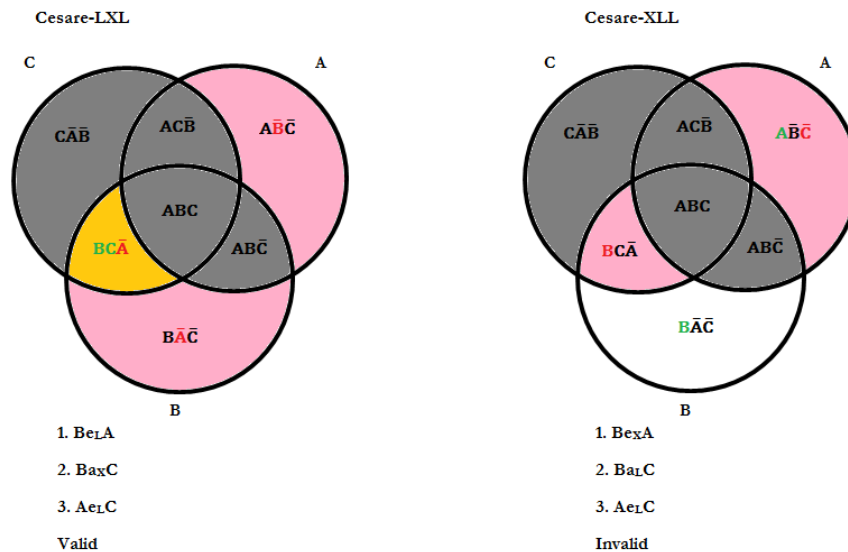 Cesare-LXL
C
A
CĀB̄
ACB̄
AB̄C̄
ABC
BCĀ
ABC̄
BĀC̄
B
1. BeLA
2. BaXC
3. AeLC
Valid
Cesare-XLL
C
A
CĀB̄
ACB̄
AB̄C̄
ABC
BCĀ
ABC̄
BĀC̄
B
1. BeXA
2. BaLC
3. AeLC
Invalid